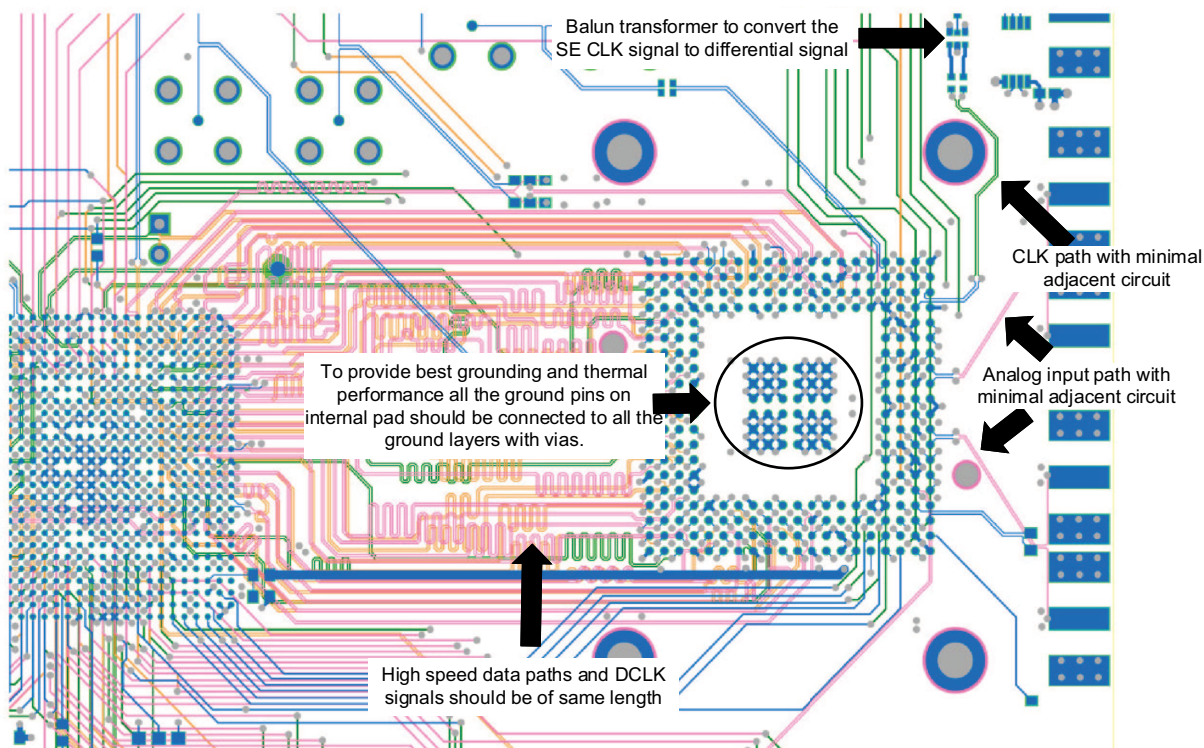 Balun transformer to convert the
SE CLK signal to differential signal
CLK path with minimal
adjacent circuit
To provide best grounding and thermal
performance all the ground pins on
internal pad should be connected to all the
ground layers with vias.
Analog input path with
minimal adjacent circuit
High speed data paths and DCLK
signals should be of same length